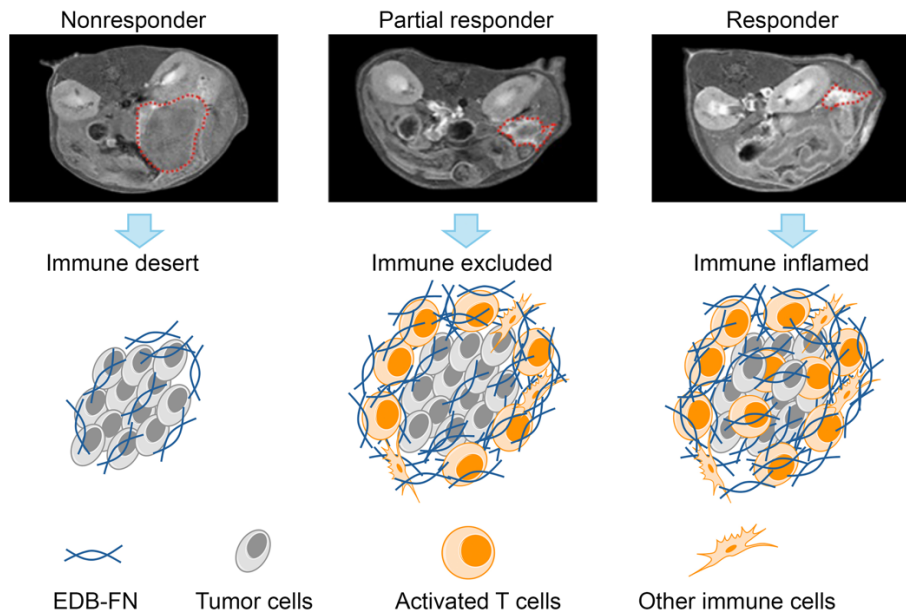 Nonresponder Partial responder Responder
Immune desert Immune excluded Immune inflamed
EDB-FN Tumor cells Activated T cells Other immune cells